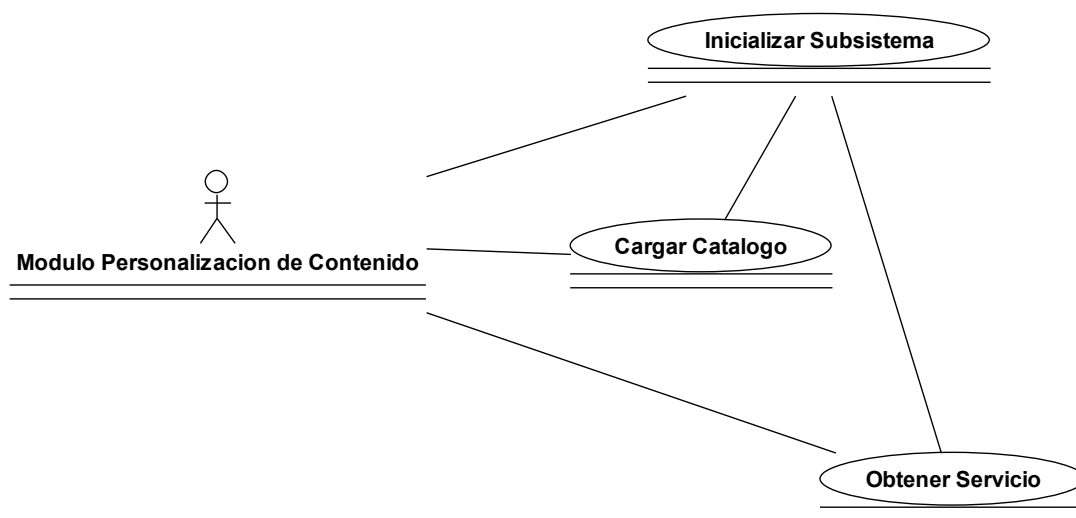 Inicializar Subsistema
Cargar Catalogo
Modulo Personalizacion de Contenido
Obtener Servicio